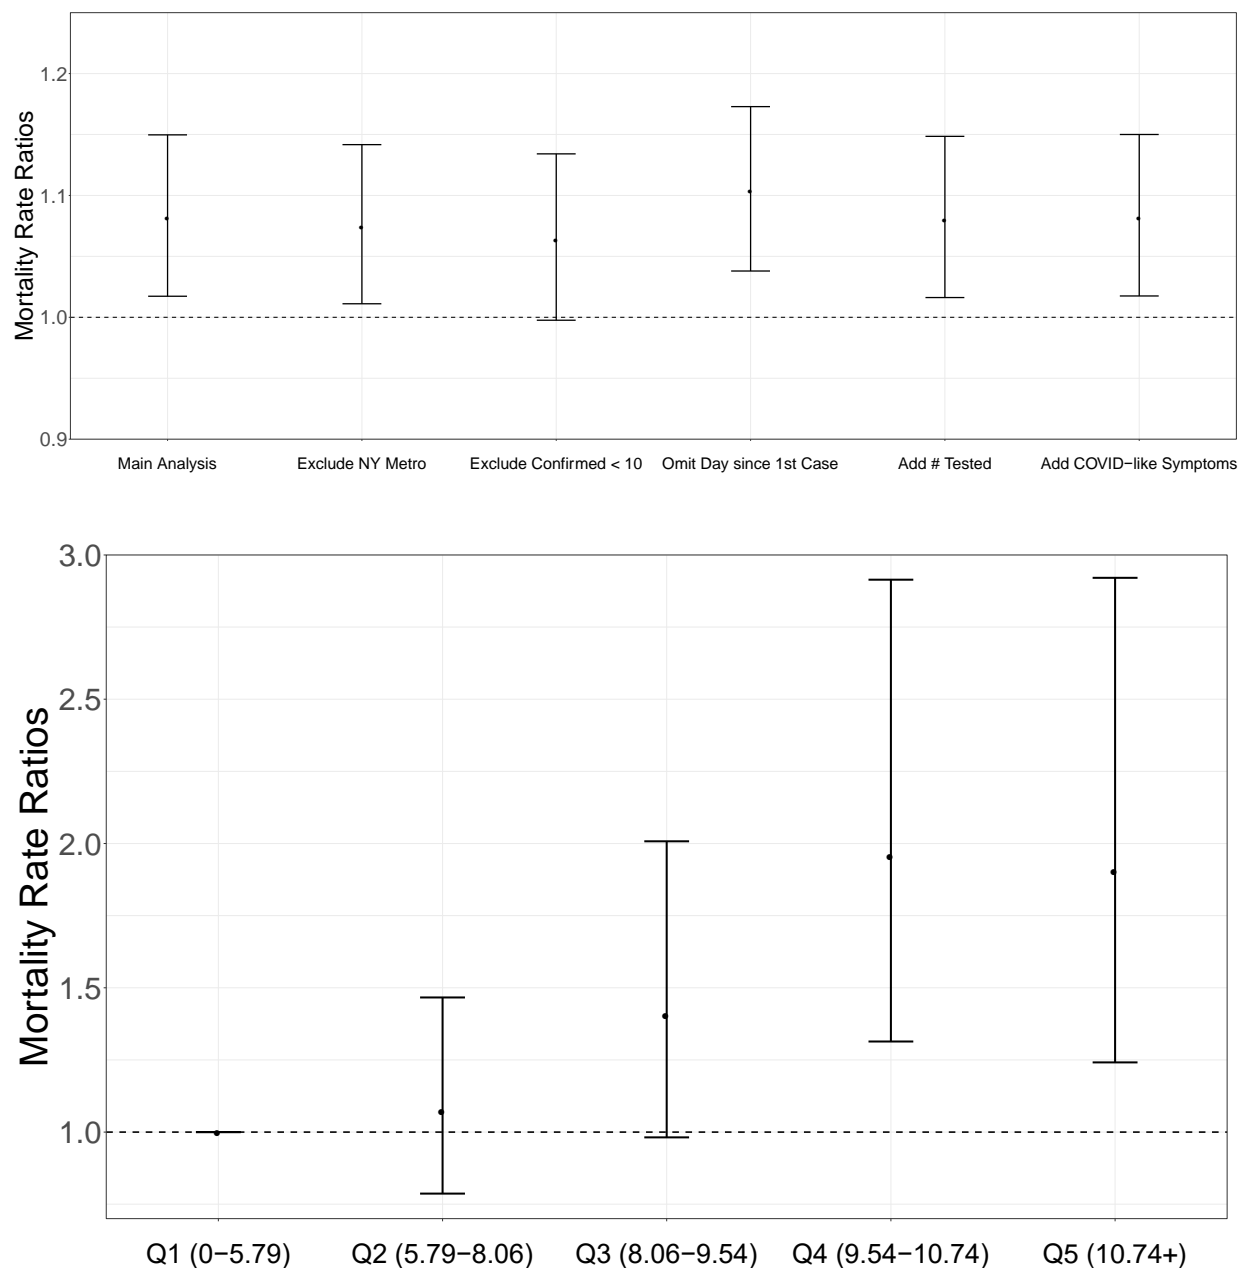 Mortality Rate Ratios
1.2
1.1
1.0
0.9
Main Analysis Exclude NY Metro Exclude Confirmed < 10 Omit Day since 1st Case Add # Tested Add COVID−like Symptoms
Mortality Rate Ratios
3.0
2.5
2.0
1.5
1.0
Q1 (0−5.79) Q2 (5.79−8.06) Q3 (8.06−9.54) Q4 (9.54−10.74) Q5 (10.74+)